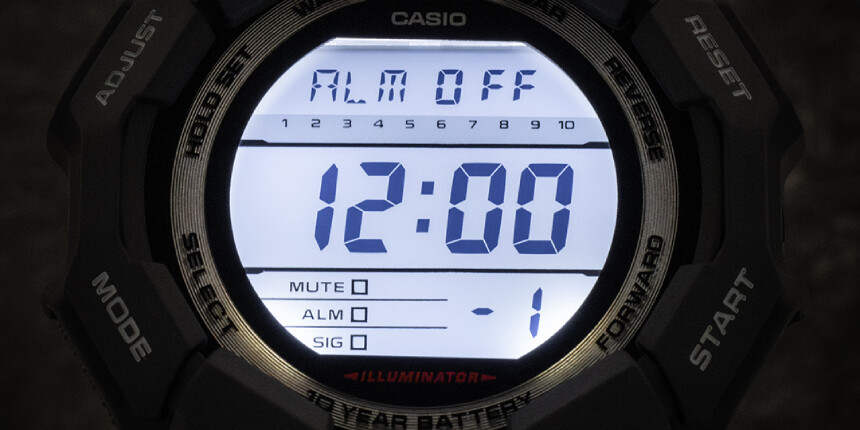 CASIO
ADJUST
RESET
HOLD SET
REVERSE
ALM OFF
1 2 3 4 5 6 7 8 9 10
12:00
MUTE
ALM
SIG
-1
SELECT
FORWARD
MODE
START
ILLUMINATOR
10 YEAR BATTERY